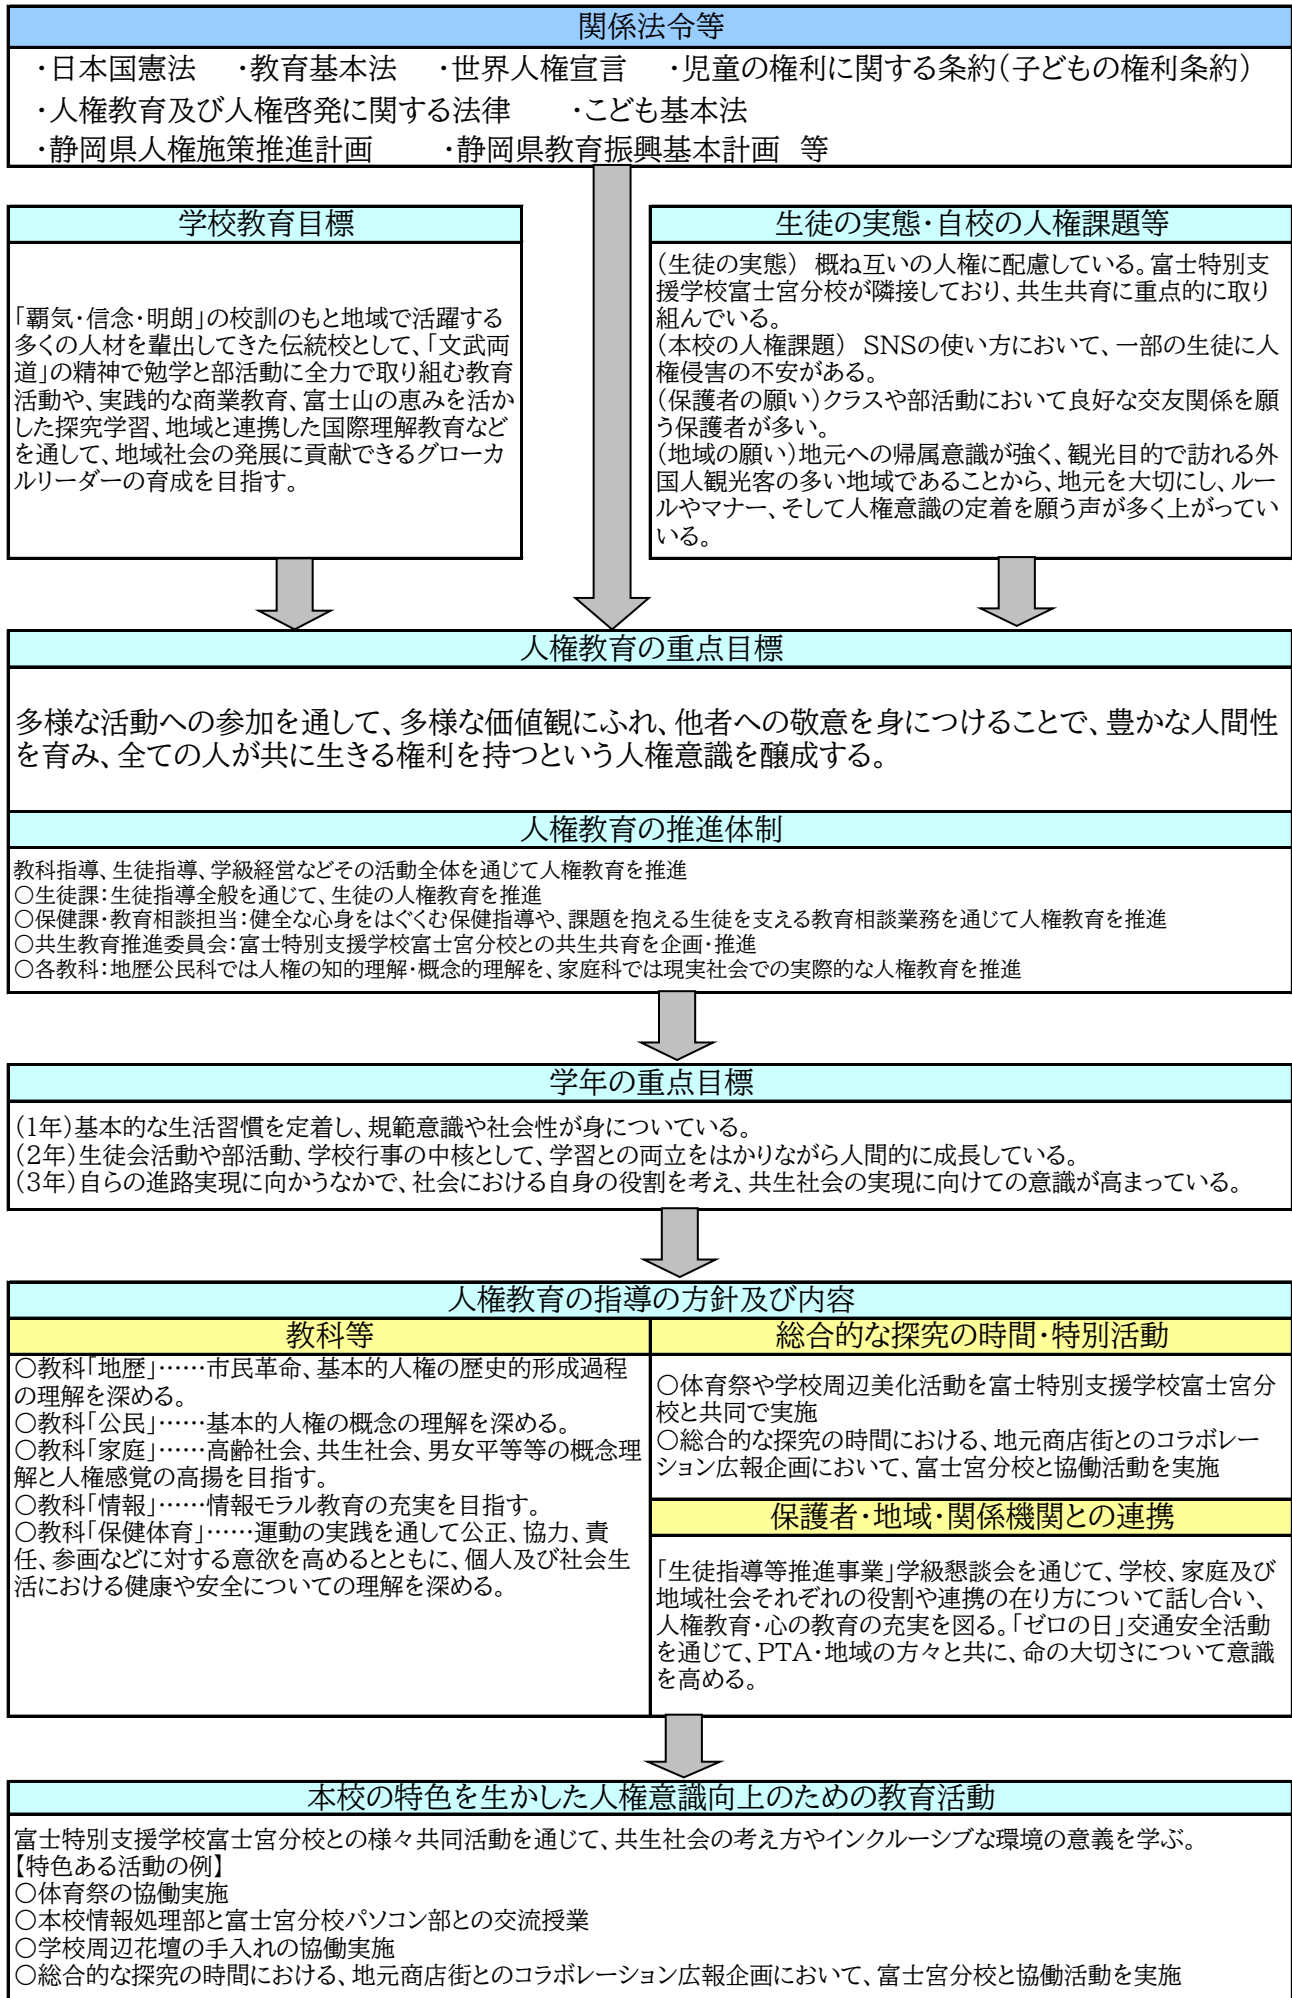 関係法令等
・日本国憲法　・教育基本法　・世界人権宣言　・児童の権利に関する条約(子どもの権利条約)
・人権教育及び人権啓発に関する法律　・こども基本法
・静岡県人権施策推進計画　・静岡県教育振興基本計画　等
学校教育目標
「覇気・信念・明朗」の校訓のもと地域で活躍する
多くの人材を輩出してきた伝統校として、「文武両
道」の精神で勉学と部活動に全力で取り組む教育
活動や、実践的な商業教育、富士山の恵みを活か
した探究学習、地域と連携した国際理解教育など
を通して、地域社会の発展に貢献できるグローカ
ルリーダーの育成を目指す。
生徒の実態・自校の人権課題等
(生徒の実態)　概ね互いの人権に配慮している。富士特別支
援学校富士宮分校が隣接しており、共生共育に重点的に取り
組んでいる。
(本校の人権課題)　SNSの使い方において、一部の生徒に人
権侵害の不安がある。
(保護者の願い)クラスや部活動において良好な交友関係を願
う保護者が多い。
(地域の願い)地元への帰属意識が強く、観光目的で訪れる外
国人観光客の多い地域であることから、地元を大切にし、ルー
ルやマナー、そして人権意識の定着を願う声が多く上がってい
いる。
人権教育の重点目標
多様な活動への参加を通して、多様な価値観にふれ、他者への敬意を身につけることで、豊かな人間性
を育み、全ての人が共に生きる権利を持つという人権意識を醸成する。
人権教育の推進体制
教科指導、生徒指導、学級経営などその活動全体を通じて人権教育を推進
〇生徒課:生徒指導全般を通じて、生徒の人権教育を推進
〇保健課・教育相談担当:健全な心身をはぐくむ保健指導や、課題を抱える生徒を支える教育相談業務を通じて人権教育を推進
〇共生教育推進委員会:富士特別支援学校富士宮分校との共生共育を企画・推進
〇各教科:地歴公民科では人権の知的理解・概念的理解を、家庭科では現実社会での実際的な人権教育を推進
学年の重点目標
(1年)基本的な生活習慣を定着し、規範意識や社会性が身についている。
(2年)生徒会活動や部活動、学校行事の中核として、学習との両立をはかりながら人間的に成長している。
(3年)自らの進路実現に向かうなかで、社会における自身の役割を考え、共生社会の実現に向けての意識が高まっている。
人権教育の指導の方針及び内容
教科等
〇教科「地歴」……市民革命、基本的人権の歴史的形成過程
の理解を深める。
〇教科「公民」……基本的人権の概念の理解を深める。
〇教科「家庭」……高齢社会、共生社会、男女平等等の概念理
解と人権感覚の高揚を目指す。
〇教科「情報」……情報モラル教育の充実を目指す。
〇教科「保健体育」……運動の実践を通して公正、協力、責
任、参画などに対する意欲を高めるとともに、個人及び社会生
活における健康や安全についての理解を深める。
総合的な探究の時間・特別活動
〇体育祭や学校周辺美化活動を富士特別支援学校富士宮分
校と共同で実施
〇総合的な探究の時間における、地元商店街とのコラボレー
ション広報企画において、富士宮分校と協働活動を実施
保護者・地域・関係機関との連携
「生徒指導等推進事業」学級懇談会を通じて、学校、家庭及び
地域社会それぞれの役割や連携の在り方について話し合い、
人権教育・心の教育の充実を図る。「ゼロの日」交通安全活動
を通じて、PTA・地域の方々と共に、命の大切さについて意識
を高める。
本校の特色を生かした人権意識向上のための教育活動
富士特別支援学校富士宮分校との様々共同活動を通じて、共生社会の考え方やインクルーシブな環境の意義を学ぶ。
【特色ある活動の例】
〇体育祭の協働実施
〇本校情報処理部と富士宮分校パソコン部との交流授業
〇学校周辺花壇の手入れの協働実施
〇総合的な探究の時間における、地元商店街とのコラボレーション広報企画において、富士宮分校と協働活動を実施